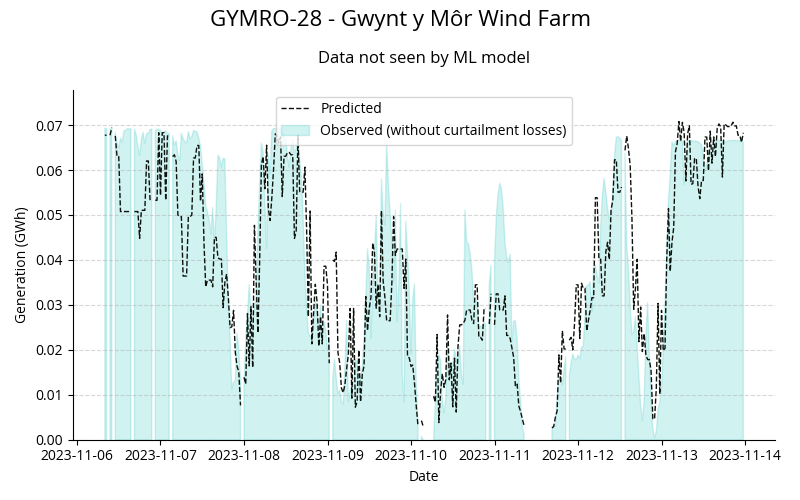 GYMRO-28 - Gwynt y Môr Wind Farm
Data not seen by ML model
Predicted
Observed (without curtailment losses)
0.07
0.06
0.05
0.04
0.03
0.02
0.01
0.00
Generation (GWh)
2023-11-06 2023-11-07 2023-11-08 2023-11-09 2023-11-10 2023-11-11 2023-11-12 2023-11-13 2023-11-14
Date